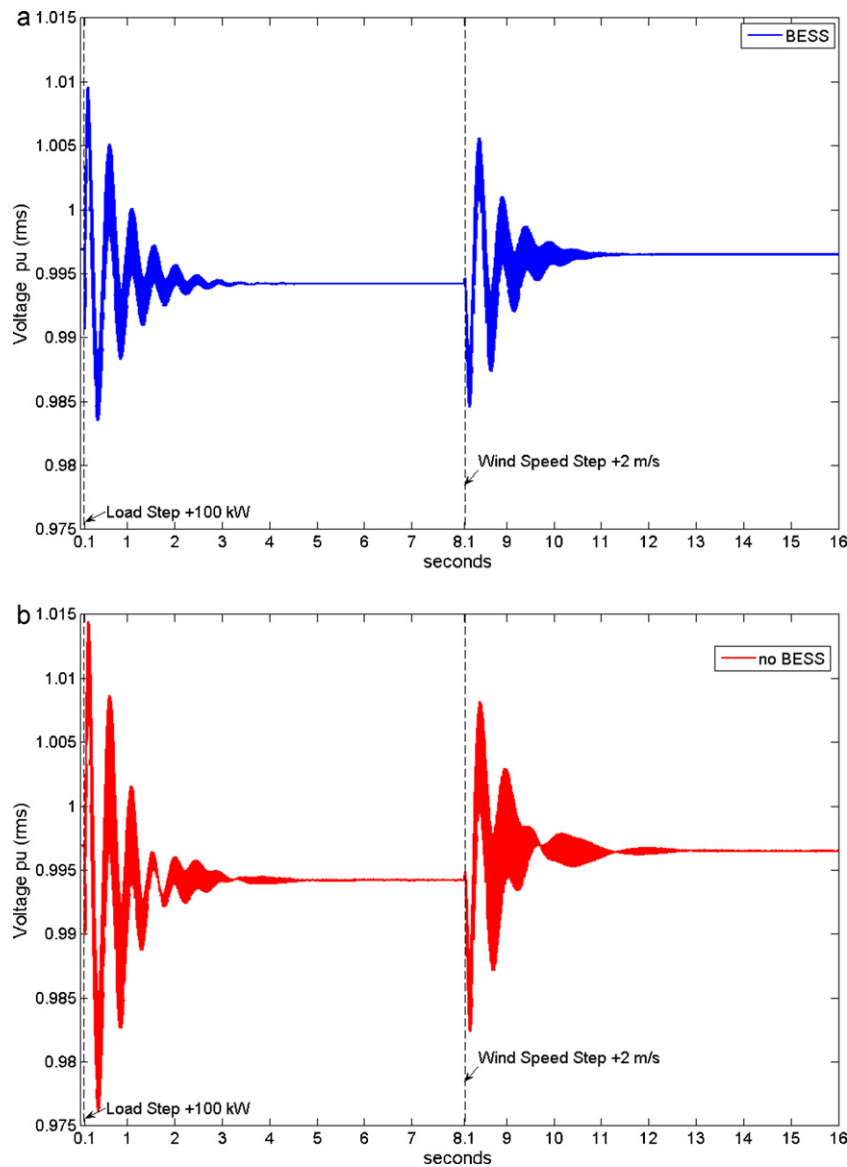 a
1.015
1.01
1.005
1
0.995
0.99
0.985
0.98
0.975
Voltage pu (rms)
BESS
Wind Speed Step +2 m/s
Load Step +100 kW
0.1 1 2 3 4 5 6 7 8.1 9 10 11 12 13 14 15 16
seconds
b
1.015
1.01
1.005
1
0.995
0.99
0.985
0.98
0.975
Voltage pu (rms)
no BESS
Wind Speed Step +2 m/s
Load Step +100 kW
0.1 1 2 3 4 5 6 7 8.1 9 10 11 12 13 14 15 16
seconds